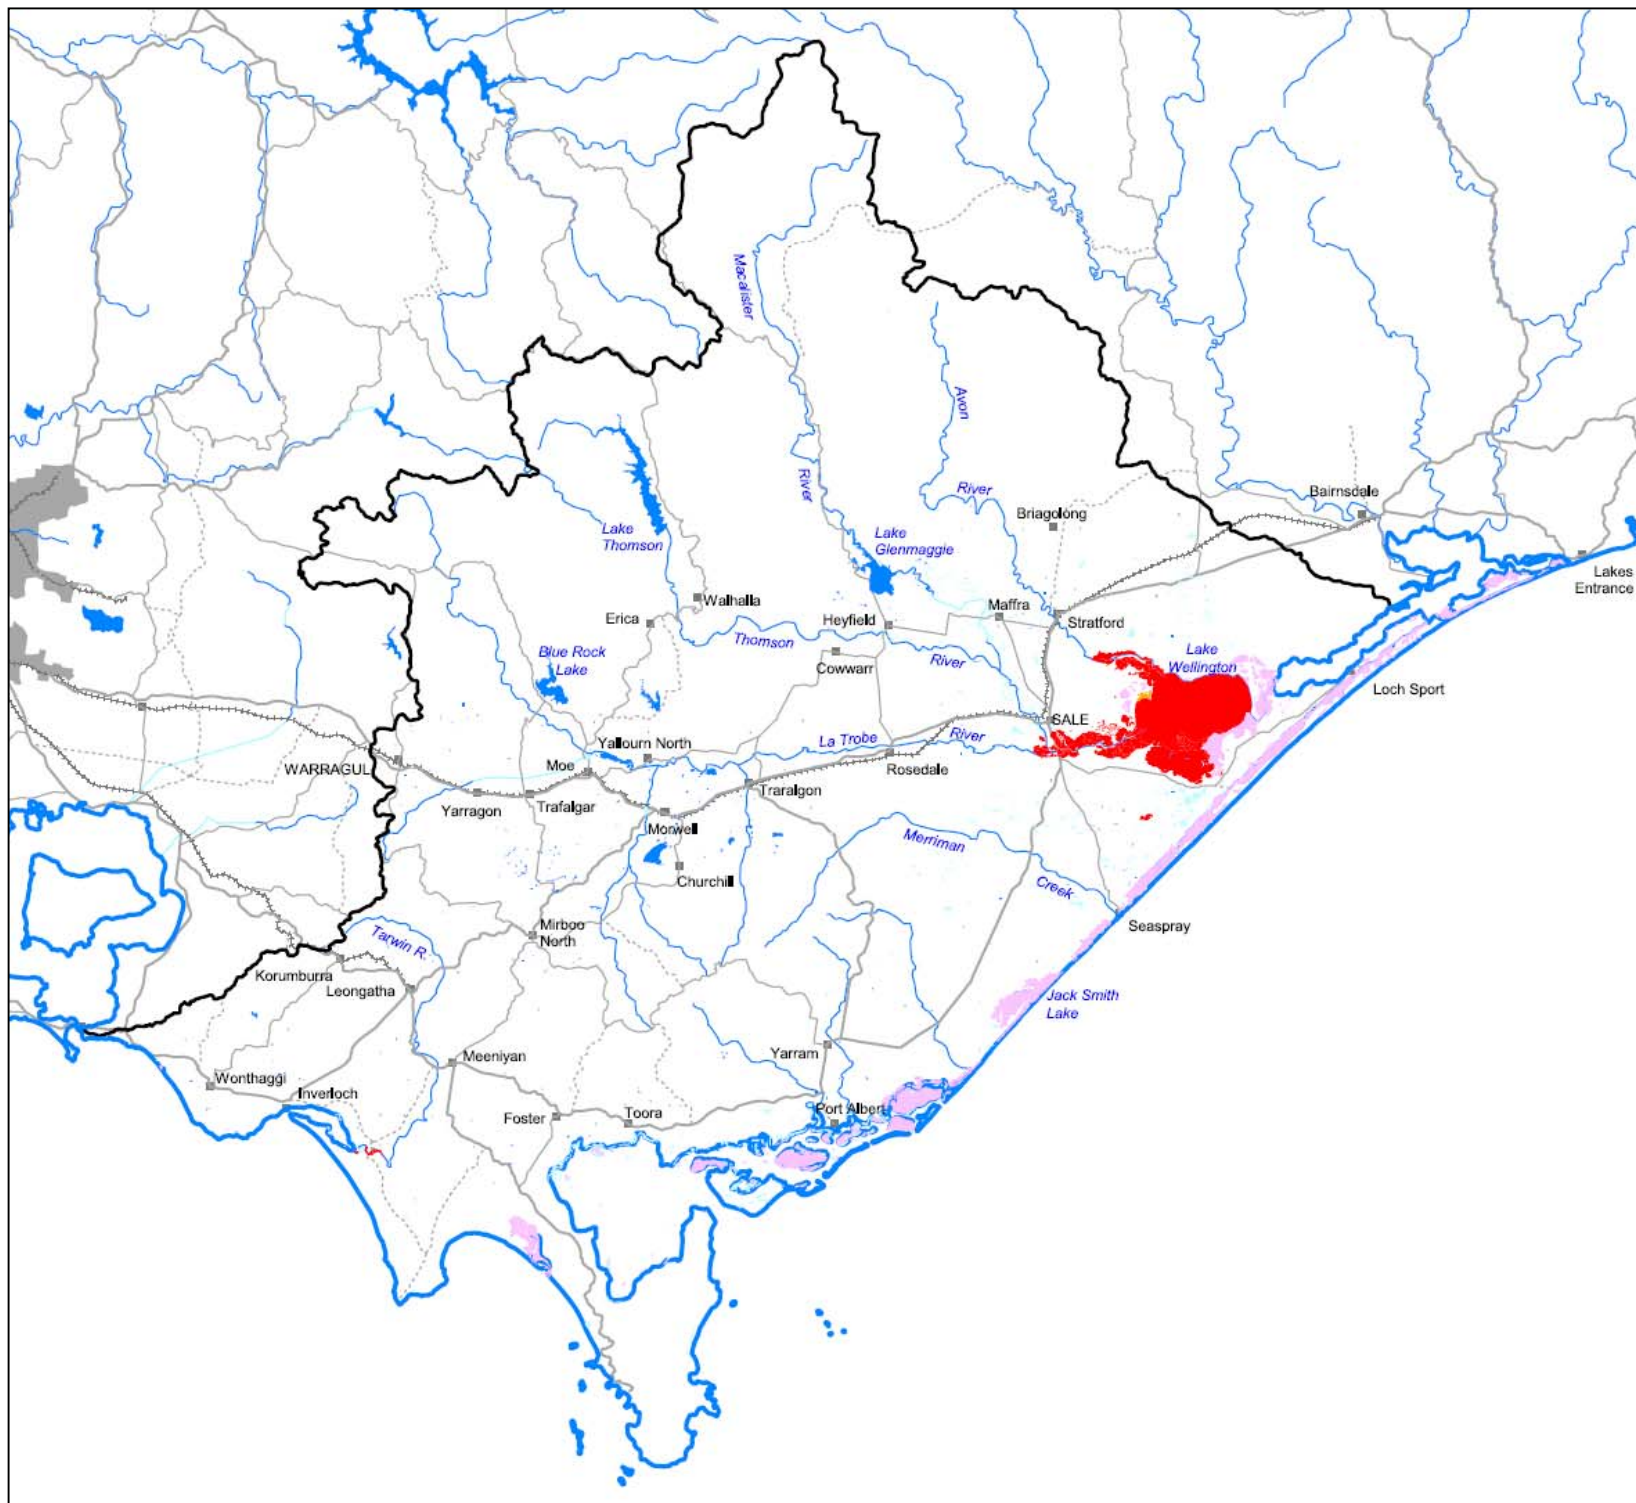 Macalister
River
Avon
River
Bairnsdale
Briagolong
Lake
Thomson
Lake
Glenmaggie
Lakes
Entrance
Walhalla
Maffra
Erica
Heyfield
Stratford
Thomson
River
Blue Rock
Lake
Cowwarr
Lake
Wellington
Loch Sport
SALE
La Trobe
River
Yallourn North
WARRAGUL
Moe
Rosedale
Yarragon
Trafalgar
Traralgon
Morwell
Merriman
Creek
Churchill
Mirboo
North
Seaspray
Tarwin R.
Korumburra
Leongatha
Jack Smith
Lake
Meeniyan
Yarram
Wonthaggi
Inverloch
Foster
Toora
Port Albert